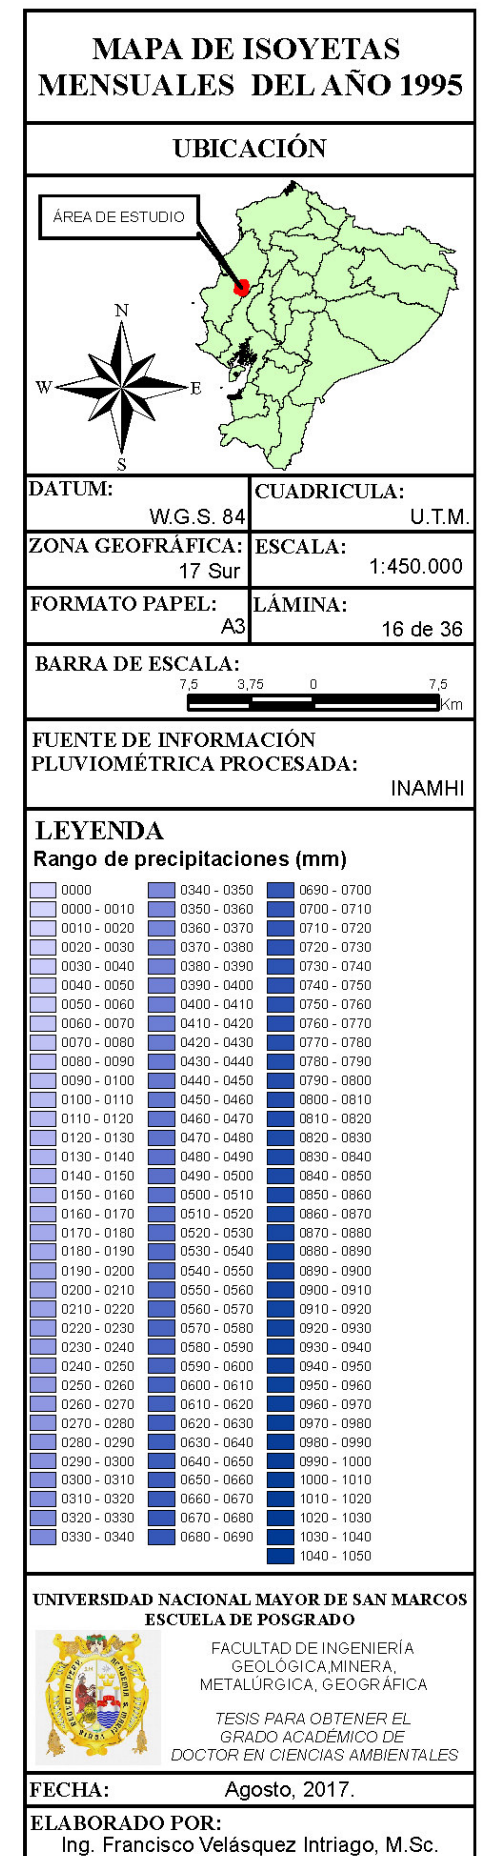 MAPA DE ISOYETAS
MENSUALES DEL AÑO 1995
UBICACIÓN
ÁREA DE ESTUDIO
N
W
E
S
DATUM:
W.G.S. 84
CUADRICULA:
U.T.M.
ZONA GEOFRÁFICA:
17 Sur
ESCALA:
1:450.000
FORMATO PAPEL:
A3
LÁMINA:
16 de 36
BARRA DE ESCALA:
7,5 3,75 0 7,5
Km
FUENTE DE INFORMACIÓN
PLUVIOMÉTRICA PROCESADA:
INAMHI
LEYENDA
Rango de precipitaciones (mm)
0000 0340 - 0350 0690 - 0700
0000 - 0010 0350 - 0360 0700 - 0710
0010 - 0020 0360 - 0370 0710 - 0720
0020 - 0030 0370 - 0380 0720 - 0730
0030 - 0040 0380 - 0390 0730 - 0740
0040 - 0050 0390 - 0400 0740 - 0750
0050 - 0060 0400 - 0410 0750 - 0760
0060 - 0070 0410 - 0420 0760 - 0770
0070 - 0080 0420 - 0430 0770 - 0780
0080 - 0090 0430 - 0440 0780 - 0790
0090 - 0100 0440 - 0450 0790 - 0800
0100 - 0110 0450 - 0460 0800 - 0810
0110 - 0120 0460 - 0470 0810 - 0820
0120 - 0130 0470 - 0480 0820 - 0830
0130 - 0140 0480 - 0490 0830 - 0840
0140 - 0150 0490 - 0500 0840 - 0850
0150 - 0160 0500 - 0510 0850 - 0860
0160 - 0170 0510 - 0520 0860 - 0870
0170 - 0180 0520 - 0530 0870 - 0880
0180 - 0190 0530 - 0540 0880 - 0890
0190 - 0200 0540 - 0550 0890 - 0900
0200 - 0210 0550 - 0560 0900 - 0910
0210 - 0220 0560 - 0570 0910 - 0920
0220 - 0230 0570 - 0580 0920 - 0930
0230 - 0240 0580 - 0590 0930 - 0940
0240 - 0250 0590 - 0600 0940 - 0950
0250 - 0260 0600 - 0610 0950 - 0960
0260 - 0270 0610 - 0620 0960 - 0970
0270 - 0280 0620 - 0630 0970 - 0980
0280 - 0290 0630 - 0640 0980 - 0990
0290 - 0300 0640 - 0650 0990 - 1000
0300 - 0310 0650 - 0660 1000 - 1010
0310 - 0320 0660 - 0670 1010 - 1020
0320 - 0330 0670 - 0680 1020 - 1030
0330 - 0340 0680 - 0690 1030 - 1040
1040 - 1050
UNIVERSIDAD NACIONAL MAYOR DE SAN MARCOS
ESCUELA DE POSGRADO
FACULTAD DE INGENIERÍA
GEOLÓGICA,MINERA,
METALÚRGICA, GEOGRÁFICA
TESIS PARA OBTENER EL
GRADO ACADÉMICO DE
DOCTOR EN CIENCIAS AMBIENTALES
FECHA:
Agosto, 2017.
ELABORADO POR:
Ing. Francisco Velásquez Intriago, M.Sc.